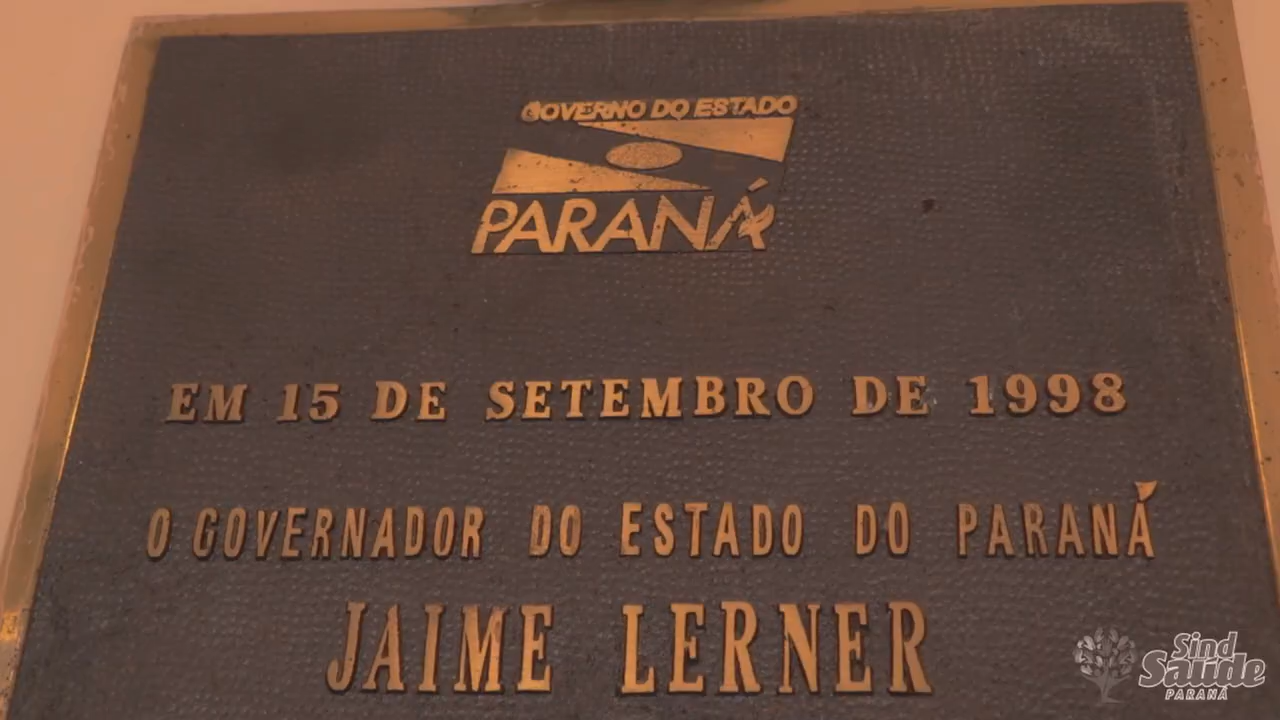 GOVERNO DO ESTADO
PARANÁ
EM 15 DE SETEMBRO DE 1998
O GOVERNADOR DO ESTADO DO PARANÁ
JAIME LERNER
Sind
Saúde
PARANÁ